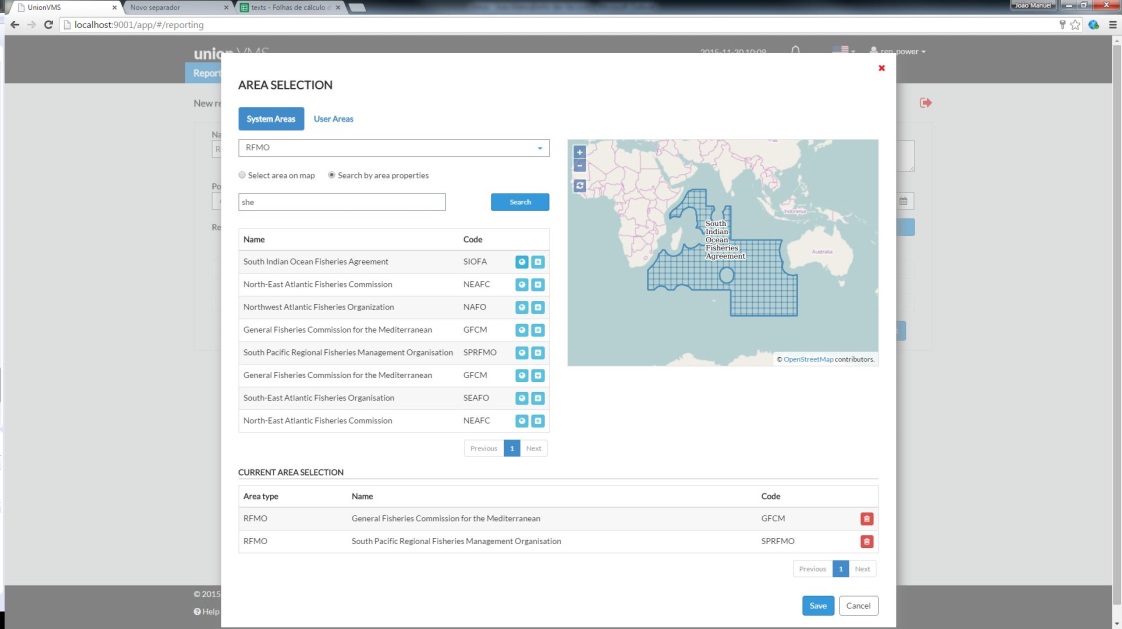 UnionVMS
Novo separador
texts - Folhas de cálculo
João Manuel
localhost:9001/app/#/reporting
2015-11-20 10:08
rep_power
Report
New re
AREA SELECTION
System Areas
User Areas
RFMO
Select area on map
Search by area properties
she
Search
Name Code
South Indian Ocean Fisheries Agreement SIOFA
North-East Atlantic Fisheries Commission NEAFC
Northwest Atlantic Fisheries Organization NAFO
General Fisheries Commission for the Mediterranean GFCM
South Pacific Regional Fisheries Management Organisation SPRFMO
General Fisheries Commission for the Mediterranean GFCM
South-East Atlantic Fisheries Organisation SEAFO
North-East Atlantic Fisheries Commission NEAFC
Previous 1 Next
+
-
South
Indian
Ocean
Fisheries
Agreement
Indonesia
Australia
© OpenStreetMap contributors.
CURRENT AREA SELECTION
Area type Name Code
RFMO General Fisheries Commission for the Mediterranean GFCM
RFMO South Pacific Regional Fisheries Management Organisation SPRFMO
Previous 1 Next
Save
Cancel
© 2015
Help